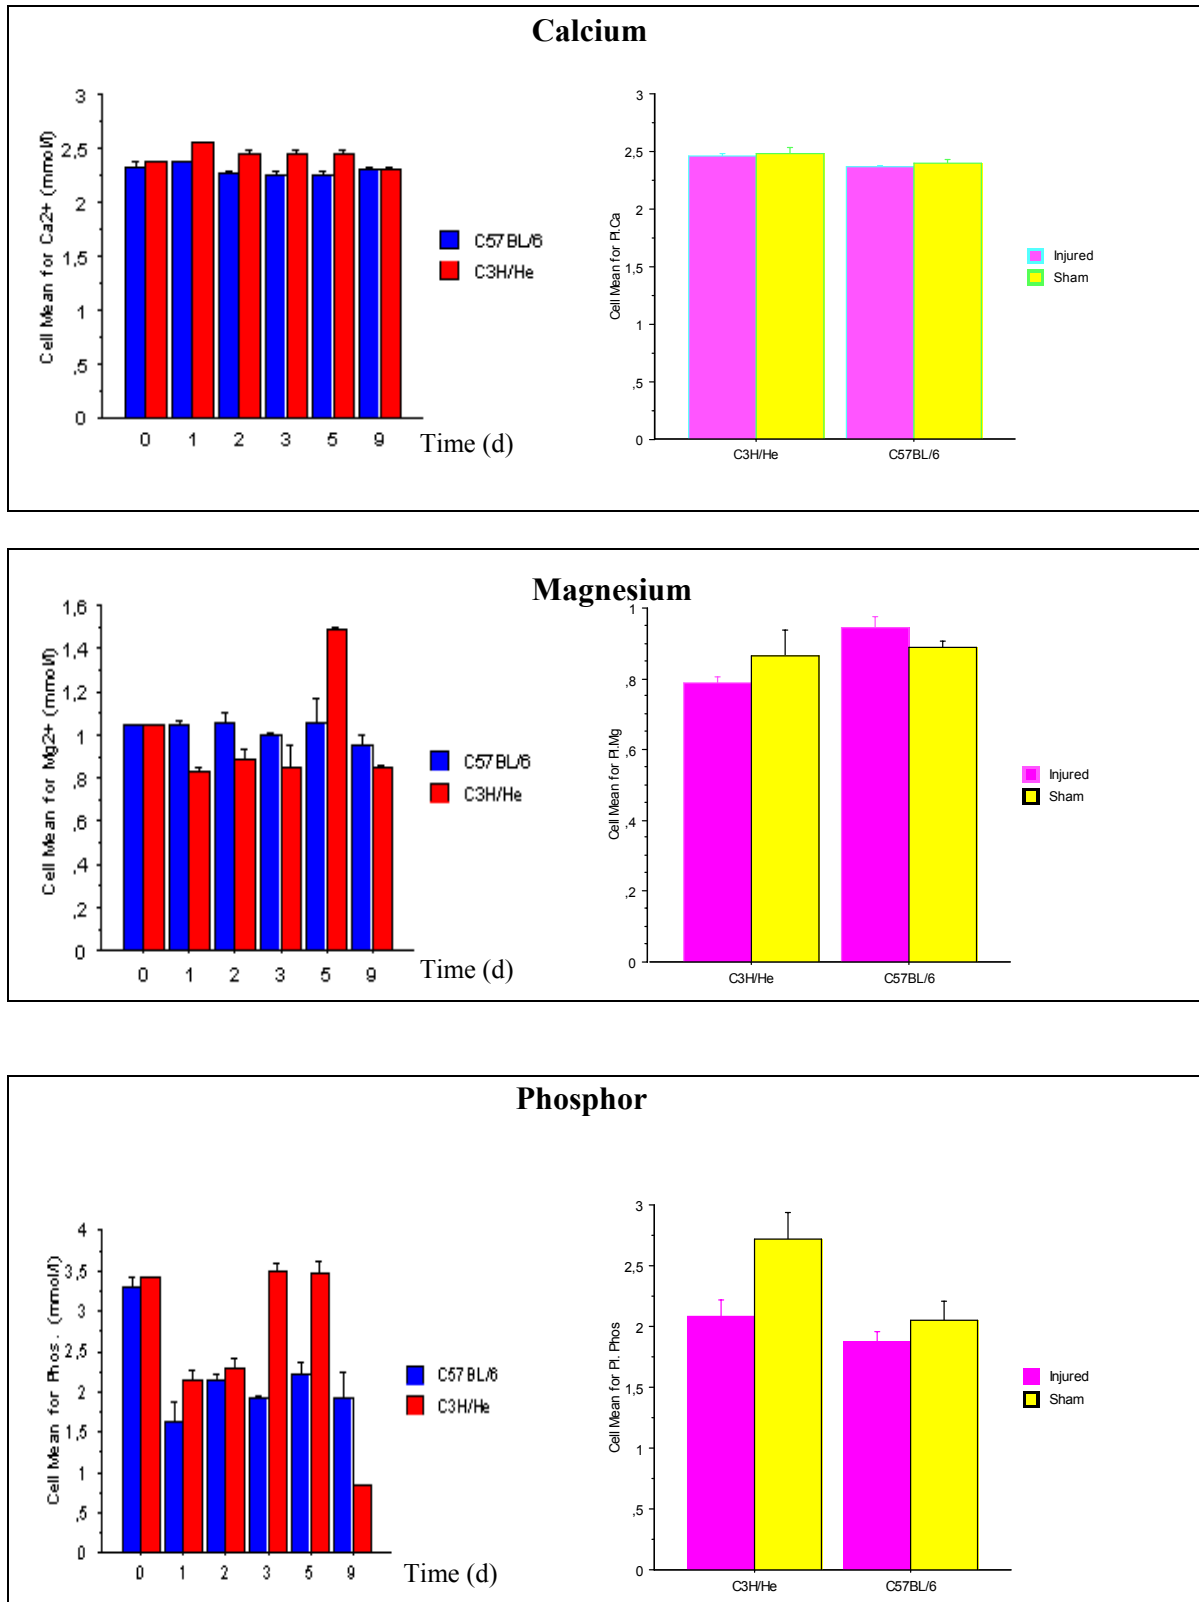 Calcium
3
2,5
2
1,5
1
,5
0
Cell Mean for Ca2+ (mmol/l)
0 1 2 3 5 9 Time (d)
C57BL/6
C3H/He
3
2,5
2
1,5
1
,5
0
Cell Mean for Pl.Ca
C3H/He C57BL/6
Injured
Sham
Magnesium
1,6
1,4
1,2
1
,8
,6
,4
,2
0
Cell Mean for Mg2+ (mmol/l)
0 1 2 3 5 9 Time (d)
C57BL/6
C3H/He
1
,8
,6
,4
,2
0
Cell Mean for Pl.Mg
C3H/He C57BL/6
Injured
Sham
Phosphor
4
3,5
3
2,5
2
1,5
1
,5
0
Cell Mean for Phos. (mmol/l)
0 1 2 3 5 9 Time (d)
C57BL/6
C3H/He
3
2,5
2
1,5
1
,5
0
Cell Mean for Pl. Phos
C3H/He C57BL/6
Injured
Sham